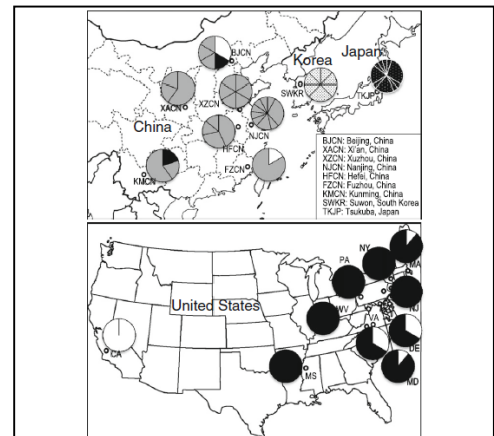 BJCN
Korea
Japan
XACN
XZCN
SWKR
TKJP
China
NJCN
HFCN
FZCN
KMCN
BJCN: Beijing, China
XACN: Xi'an, China
XZCN: Xuzhou, China
NJCN: Nanjing, China
HFCN: Hefei, China
FZCN: Fuzhou, China
KMCN: Kunming, China
SWKR: Suwon, South Korea
TKJP: Tsukuba, Japan
NY
PA
MA
United States
WV
NJ
VA
CA
DE
MS
MD